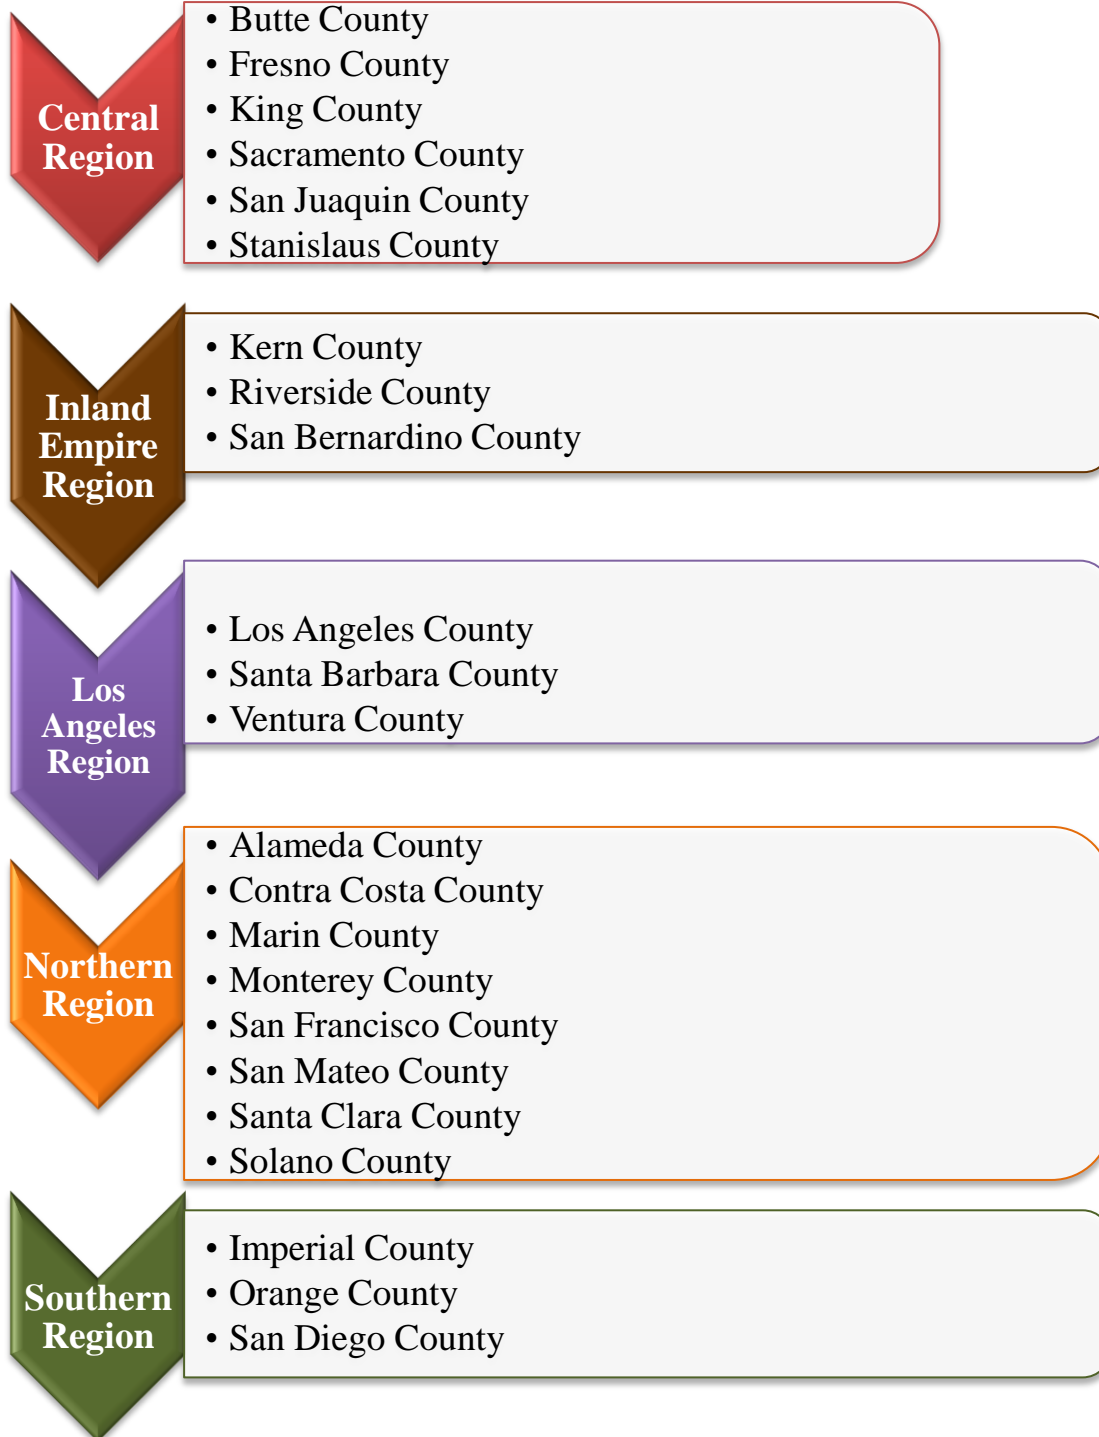 Central
Region
• Butte County
• Fresno County
• King County
• Sacramento County
• San Juaquin County
• Stanislaus County
Inland
Empire
Region
• Kern County
• Riverside County
• San Bernardino County
Los
Angeles
Region
• Los Angeles County
• Santa Barbara County
• Ventura County
Northern
Region
• Alameda County
• Contra Costa County
• Marin County
• Monterey County
• San Francisco County
• San Mateo County
• Santa Clara County
• Solano County
Southern
Region
• Imperial County
• Orange County
• San Diego County